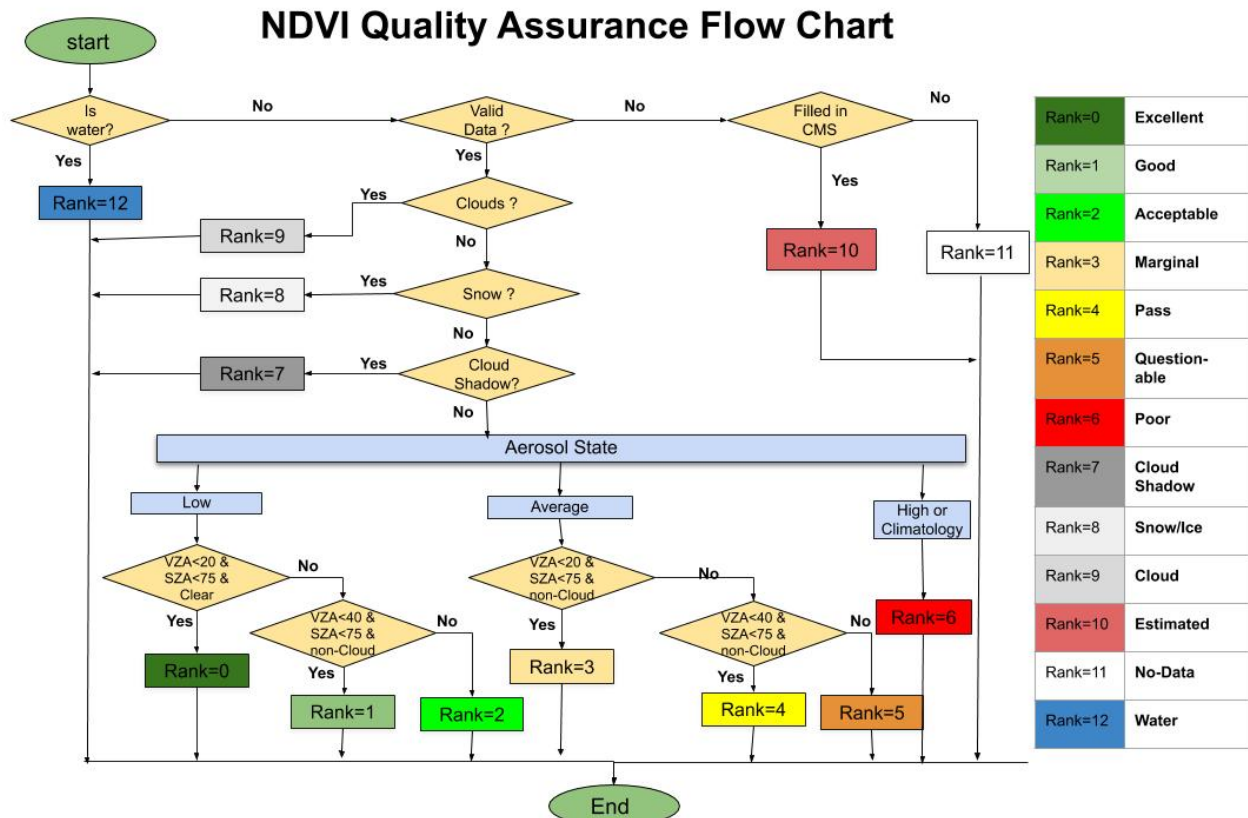 NDVI Quality Assurance Flow Chart
start
Is
water?
No
Valid
Data ?
No
Filled in
CMS
No
Yes
Rank=12
Yes
Clouds ?
Yes
Rank=9
Yes
Rank=10
Rank=11
No
Snow ?
Yes
Rank=8
No
Cloud
Shadow?
Yes
Rank=7
No
Aerosol State
Low
Average
High or
Climatology
VZA<20 &
SZA<75 &
Clear
No
Yes
Rank=0
VZA<40 &
SZA<75 &
non-Cloud
No
Yes
Rank=1
Rank=2
VZA<20 &
SZA<75 &
non-Cloud
No
Yes
Rank=3
VZA<40 &
SZA<75 &
non-Cloud
No
Yes
Rank=4
Rank=5
Rank=6
End
Rank=0 Excellent
Rank=1 Good
Rank=2 Acceptable
Rank=3 Marginal
Rank=4 Pass
Rank=5 Question-
able
Rank=6 Poor
Rank=7 Cloud
Shadow
Rank=8 Snow/Ice
Rank=9 Cloud
Rank=10 Estimated
Rank=11 No-Data
Rank=12 Water